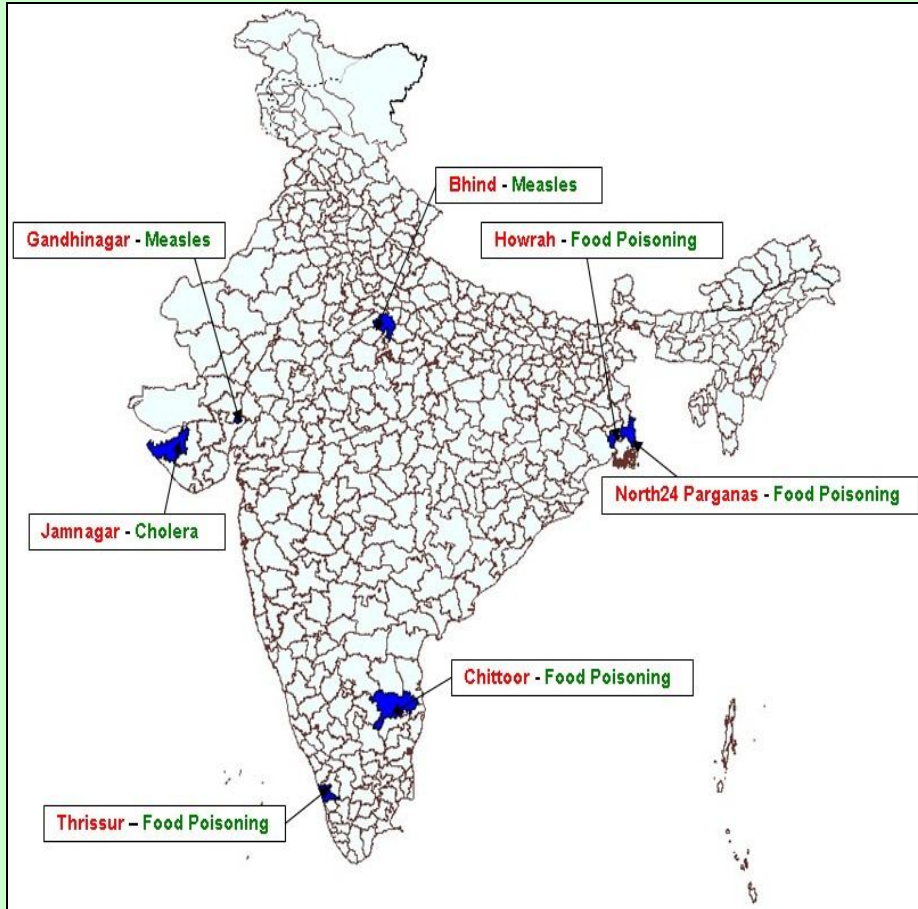 Bhind - Measles
Gandhinagar - Measles
Howrah - Food Poisoning
North24 Parganas - Food Poisoning
Jamnagar - Cholera
Chittoor - Food Poisoning
Thrissur – Food Poisoning